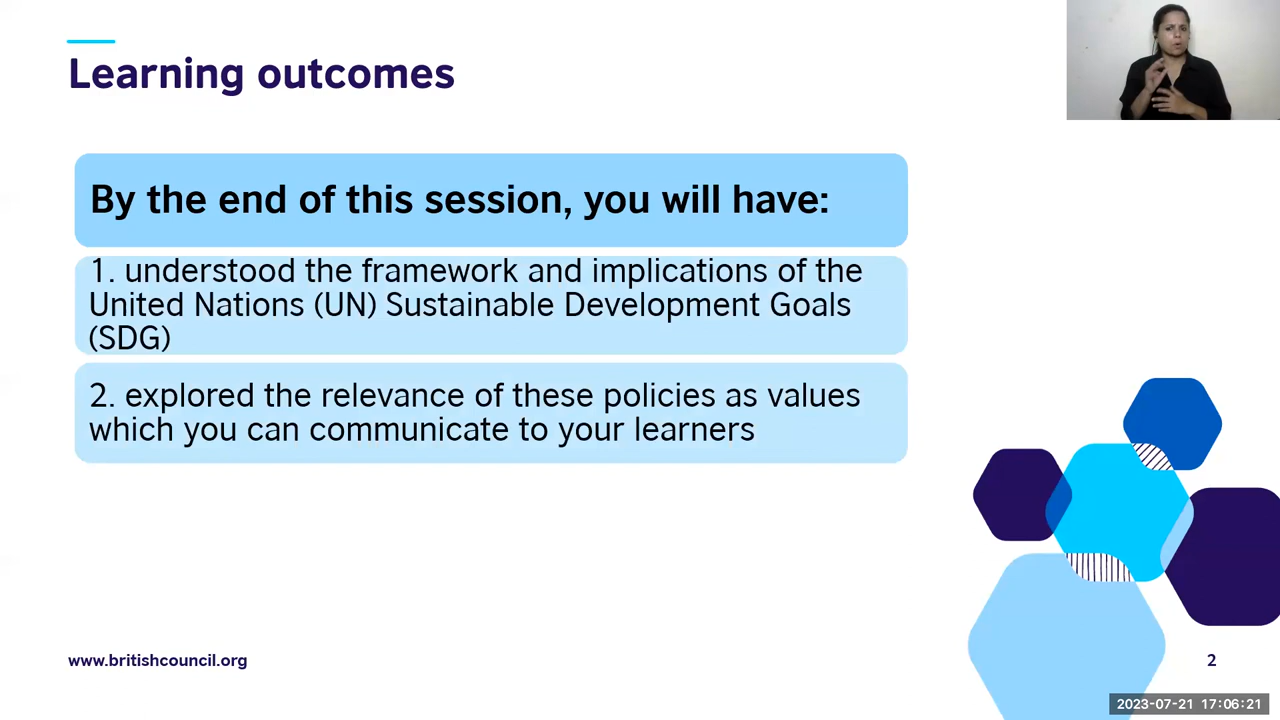 Learning outcomes
By the end of this session, you will have:
1. understood the framework and implications of the
United Nations (UN) Sustainable Development Goals
(SDG)
2. explored the relevance of these policies as values
which you can communicate to your learners
www.britishcouncil.org
2
2023-07-21 17:06:21